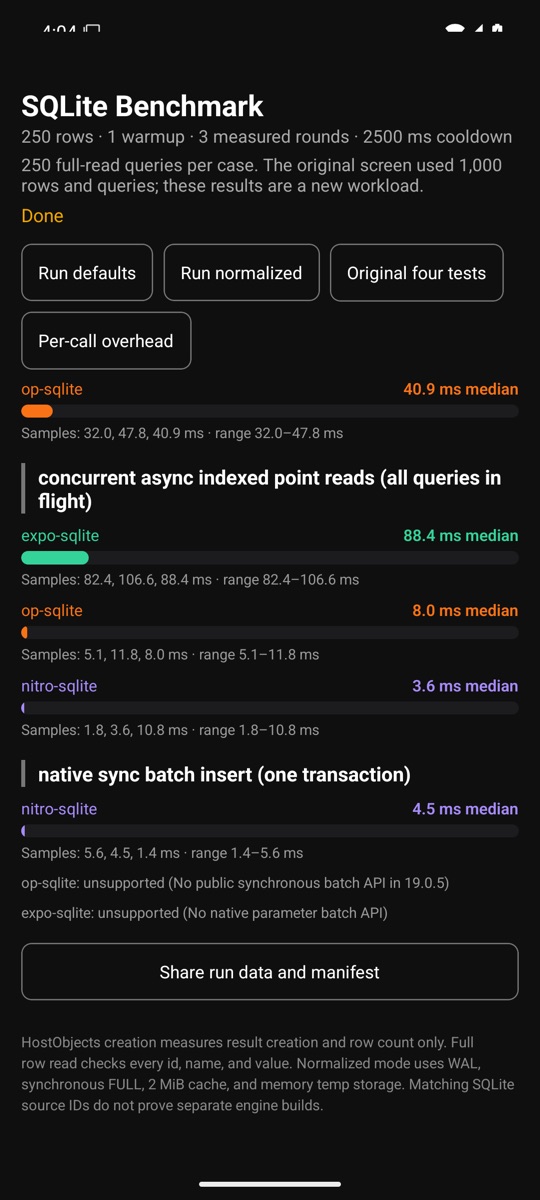 4:04
SQLite Benchmark
250 rows · 1 warmup · 3 measured rounds · 2500 ms cooldown
250 full-read queries per case. The original screen used 1,000
rows and queries; these results are a new workload.
Done
Run defaults
Run normalized
Original four tests
Per-call overhead
op-sqlite 40.9 ms median
Samples: 32.0, 47.8, 40.9 ms · range 32.0–47.8 ms
concurrent async indexed point reads (all queries in
flight)
expo-sqlite 88.4 ms median
Samples: 82.4, 106.6, 88.4 ms · range 82.4–106.6 ms
op-sqlite 8.0 ms median
Samples: 5.1, 11.8, 8.0 ms · range 5.1–11.8 ms
nitro-sqlite 3.6 ms median
Samples: 1.8, 3.6, 10.8 ms · range 1.8–10.8 ms
native sync batch insert (one transaction)
nitro-sqlite 4.5 ms median
Samples: 5.6, 4.5, 1.4 ms · range 1.4–5.6 ms
op-sqlite: unsupported (No public synchronous batch API in 19.0.5)
expo-sqlite: unsupported (No native parameter batch API)
Share run data and manifest
HostObjects creation measures result creation and row count only. Full
row read checks every id, name, and value. Normalized mode uses WAL,
synchronous FULL, 2 MiB cache, and memory temp storage. Matching SQLite
source IDs do not prove separate engine builds.